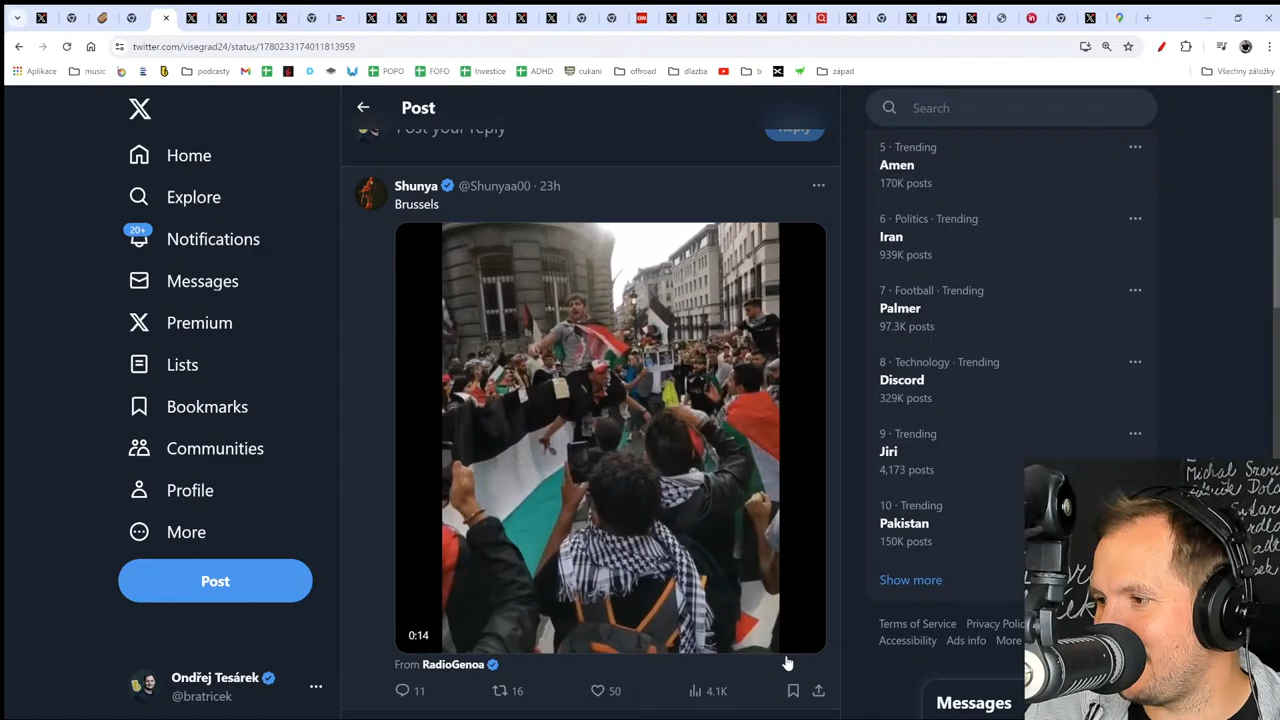 twitter.com/visegrad24/status/1780233174011813959
Aplikace
music
podcasty
POPO
FOFO
Investice
ADHD
cukani
offroad
dlazba
b
západ
Všechny záložky
Post
Search
Post your reply
Reply
Home
Explore
20+
Notifications
Messages
Premium
Lists
Bookmarks
Communities
Profile
More
Post
Ondřej Tesárek
@bratricek
Shunya @Shunyaa00 · 23h
Brussels
0:14
From RadioGenoa
11
16
50
4.1K
5 · Trending
Amen
170K posts
6 · Politics · Trending
Iran
939K posts
7 · Football · Trending
Palmer
97.3K posts
8 · Technology · Trending
Discord
329K posts
9 · Trending
Jiri
4,173 posts
10 · Trending
Pakistan
150K posts
Show more
Terms of Service
Accessibility Ads info More
Messages
Michal